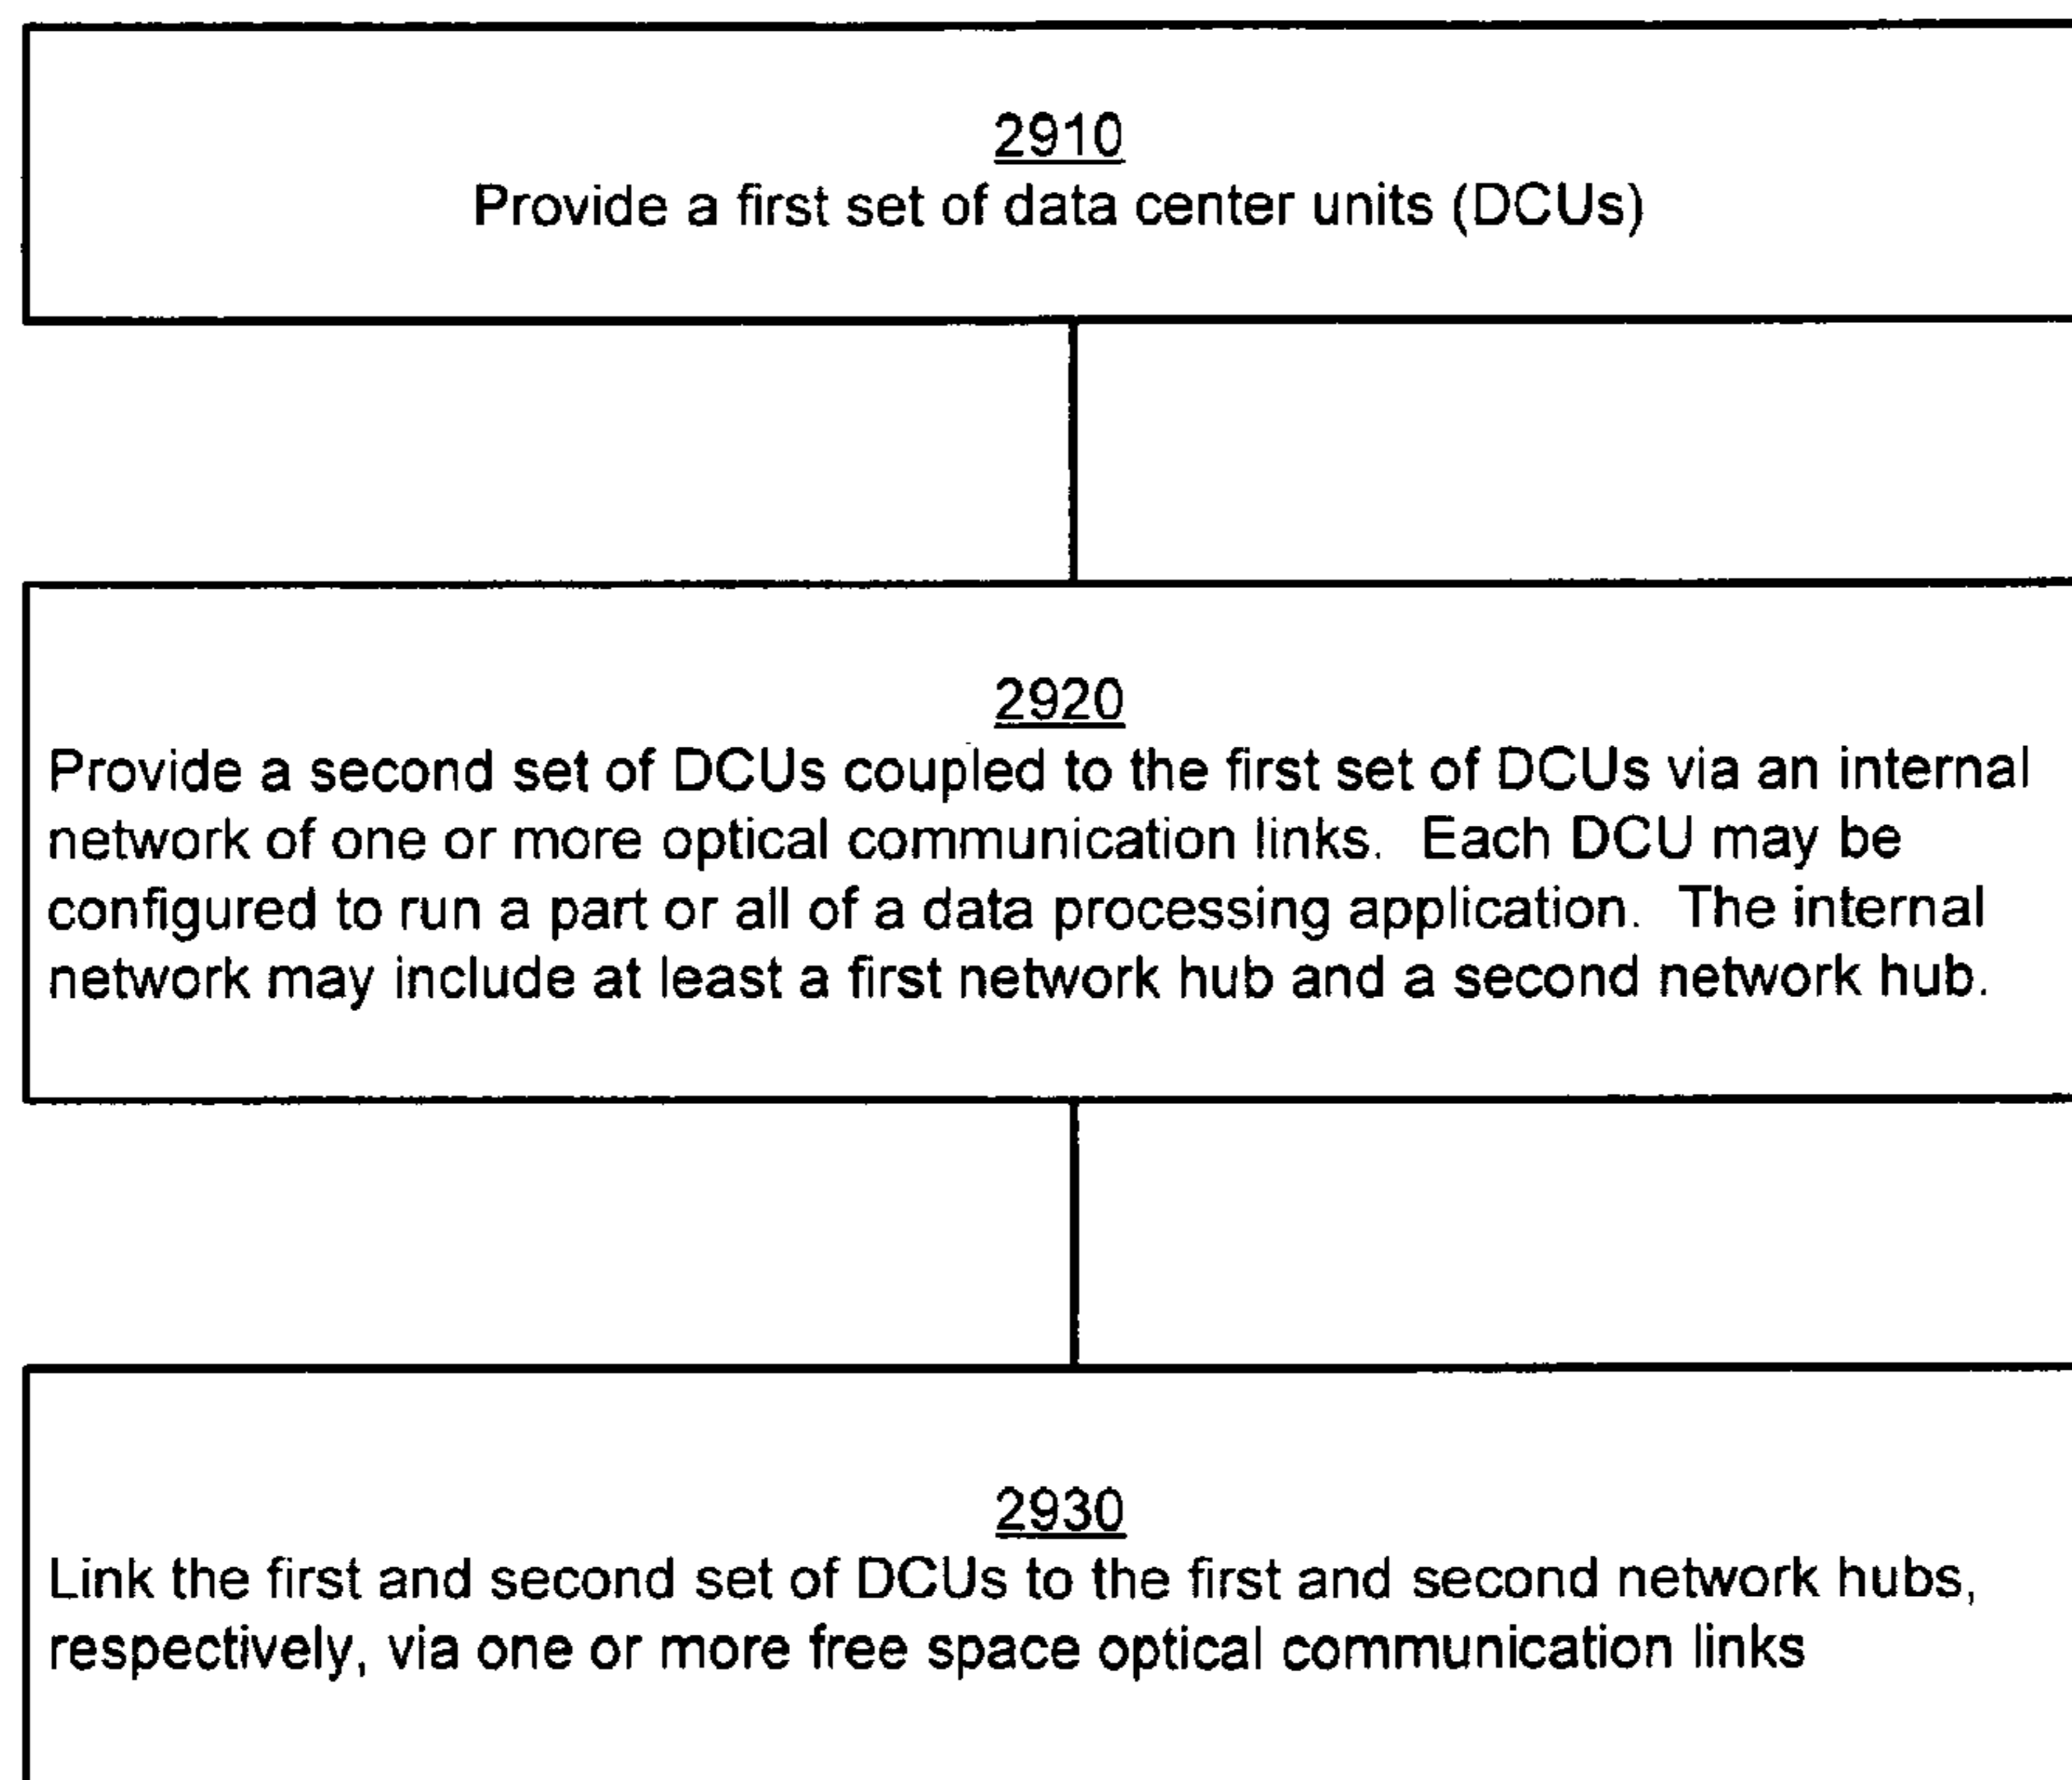 2910
Provide a first set of data center units (DCUs)
2920
Provide a second set of DCUs coupled to the first set of DCUs via an internal
network of one or more optical communication links. Each DCU may be
configured to run a part or all of a data processing application. The internal
network may include at least a first network hub and a second network hub.
2930
Link the first and second set of DCUs to the first and second network hubs,
respectively, via one or more free space optical communication links